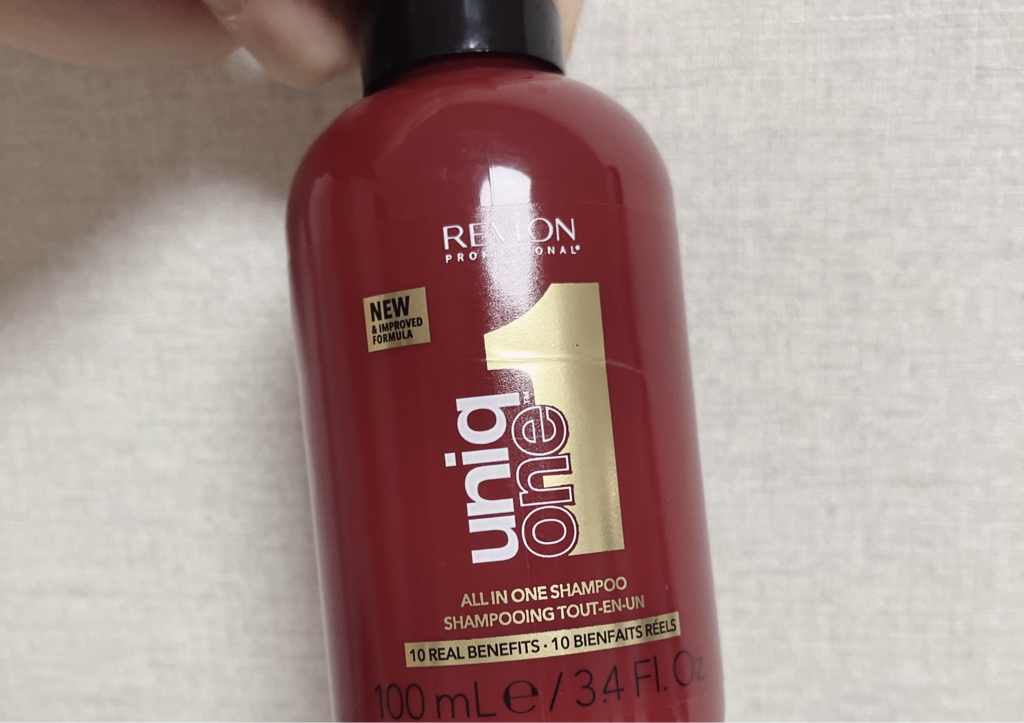 REVLON
PROFESSIONAL®
NEW
& IMPROVED
FORMULA
1
uniq
one™
ALL IN ONE SHAMPOO
SHAMPOOING TOUT-EN-UN
10 REAL BENEFITS · 10 BIENFAITS RÉELS
100 mL ℮ / 3.4 Fl. Oz.